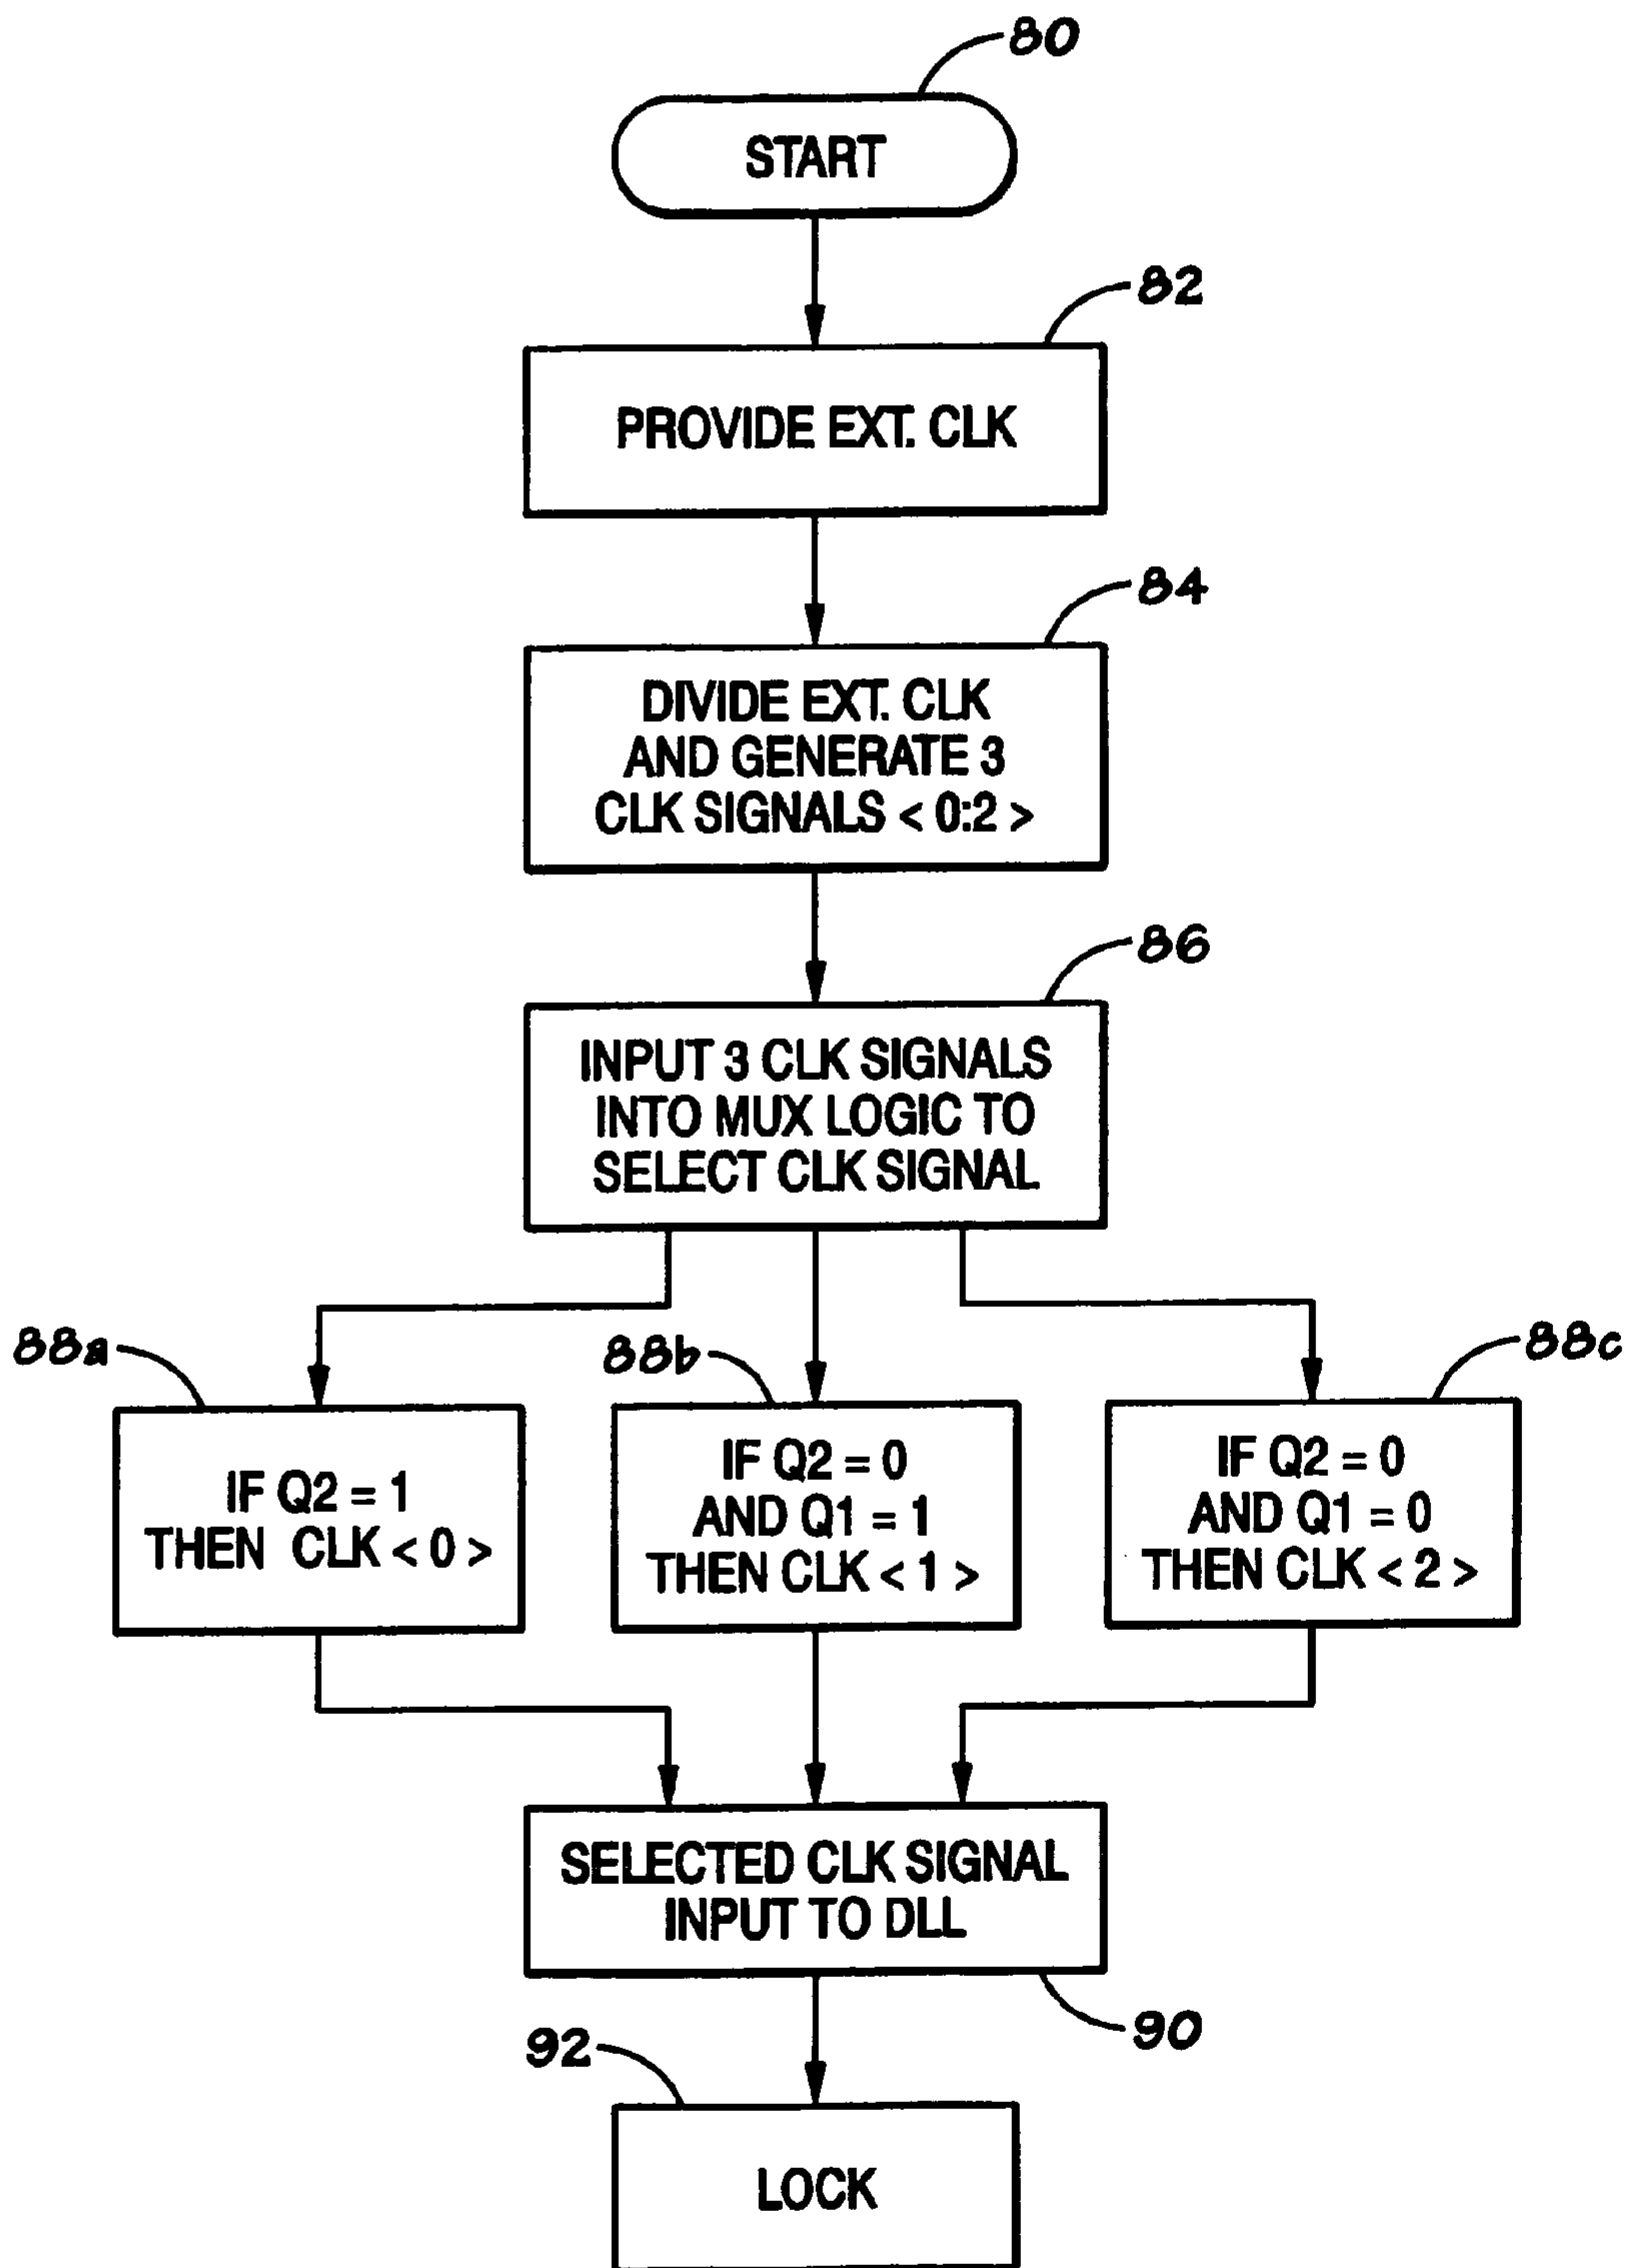 80
START
82
PROVIDE EXT. CLK
84
DIVIDE EXT. CLK
AND GENERATE 3
CLK SIGNALS < 0:2 >
86
INPUT 3 CLK SIGNALS
INTO MUX LOGIC TO
SELECT CLK SIGNAL
88a
IF Q2 = 1
THEN CLK < 0 >
88b
IF Q2 = 0
AND Q1 = 1
THEN CLK < 1 >
88c
IF Q2 = 0
AND Q1 = 0
THEN CLK < 2 >
SELECTED CLK SIGNAL
INPUT TO DLL
90
92
LOCK